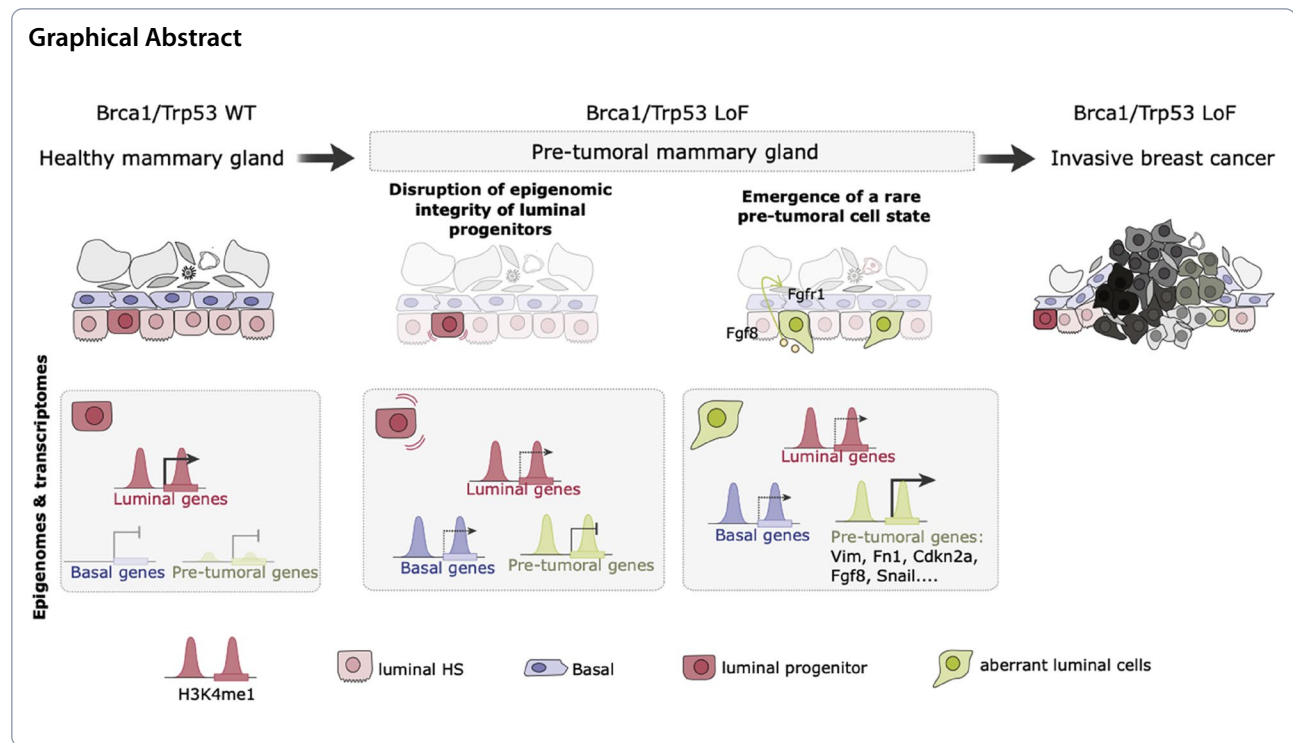 Graphical Abstract
Brca1/Trp53 WT
Brca1/Trp53 LoF
Brca1/Trp53 LoF
Healthy mammary gland
Pre-tumoral mammary gland
Invasive breast cancer
Disruption of epigenomic
integrity of luminal
progenitors
Emergence of a rare
pre-tumoral cell state
Fgfr1
Fgf8
Epigenomes & transcriptomes
Luminal genes
Basal genes
Pre-tumoral genes
Luminal genes
Basal genes
Pre-tumoral genes
Luminal genes
Basal genes
Pre-tumoral genes:
Vim, Fn1, Cdkn2a,
Fgf8, Snail....
H3K4me1
luminal HS
Basal
luminal progenitor
aberrant luminal cells